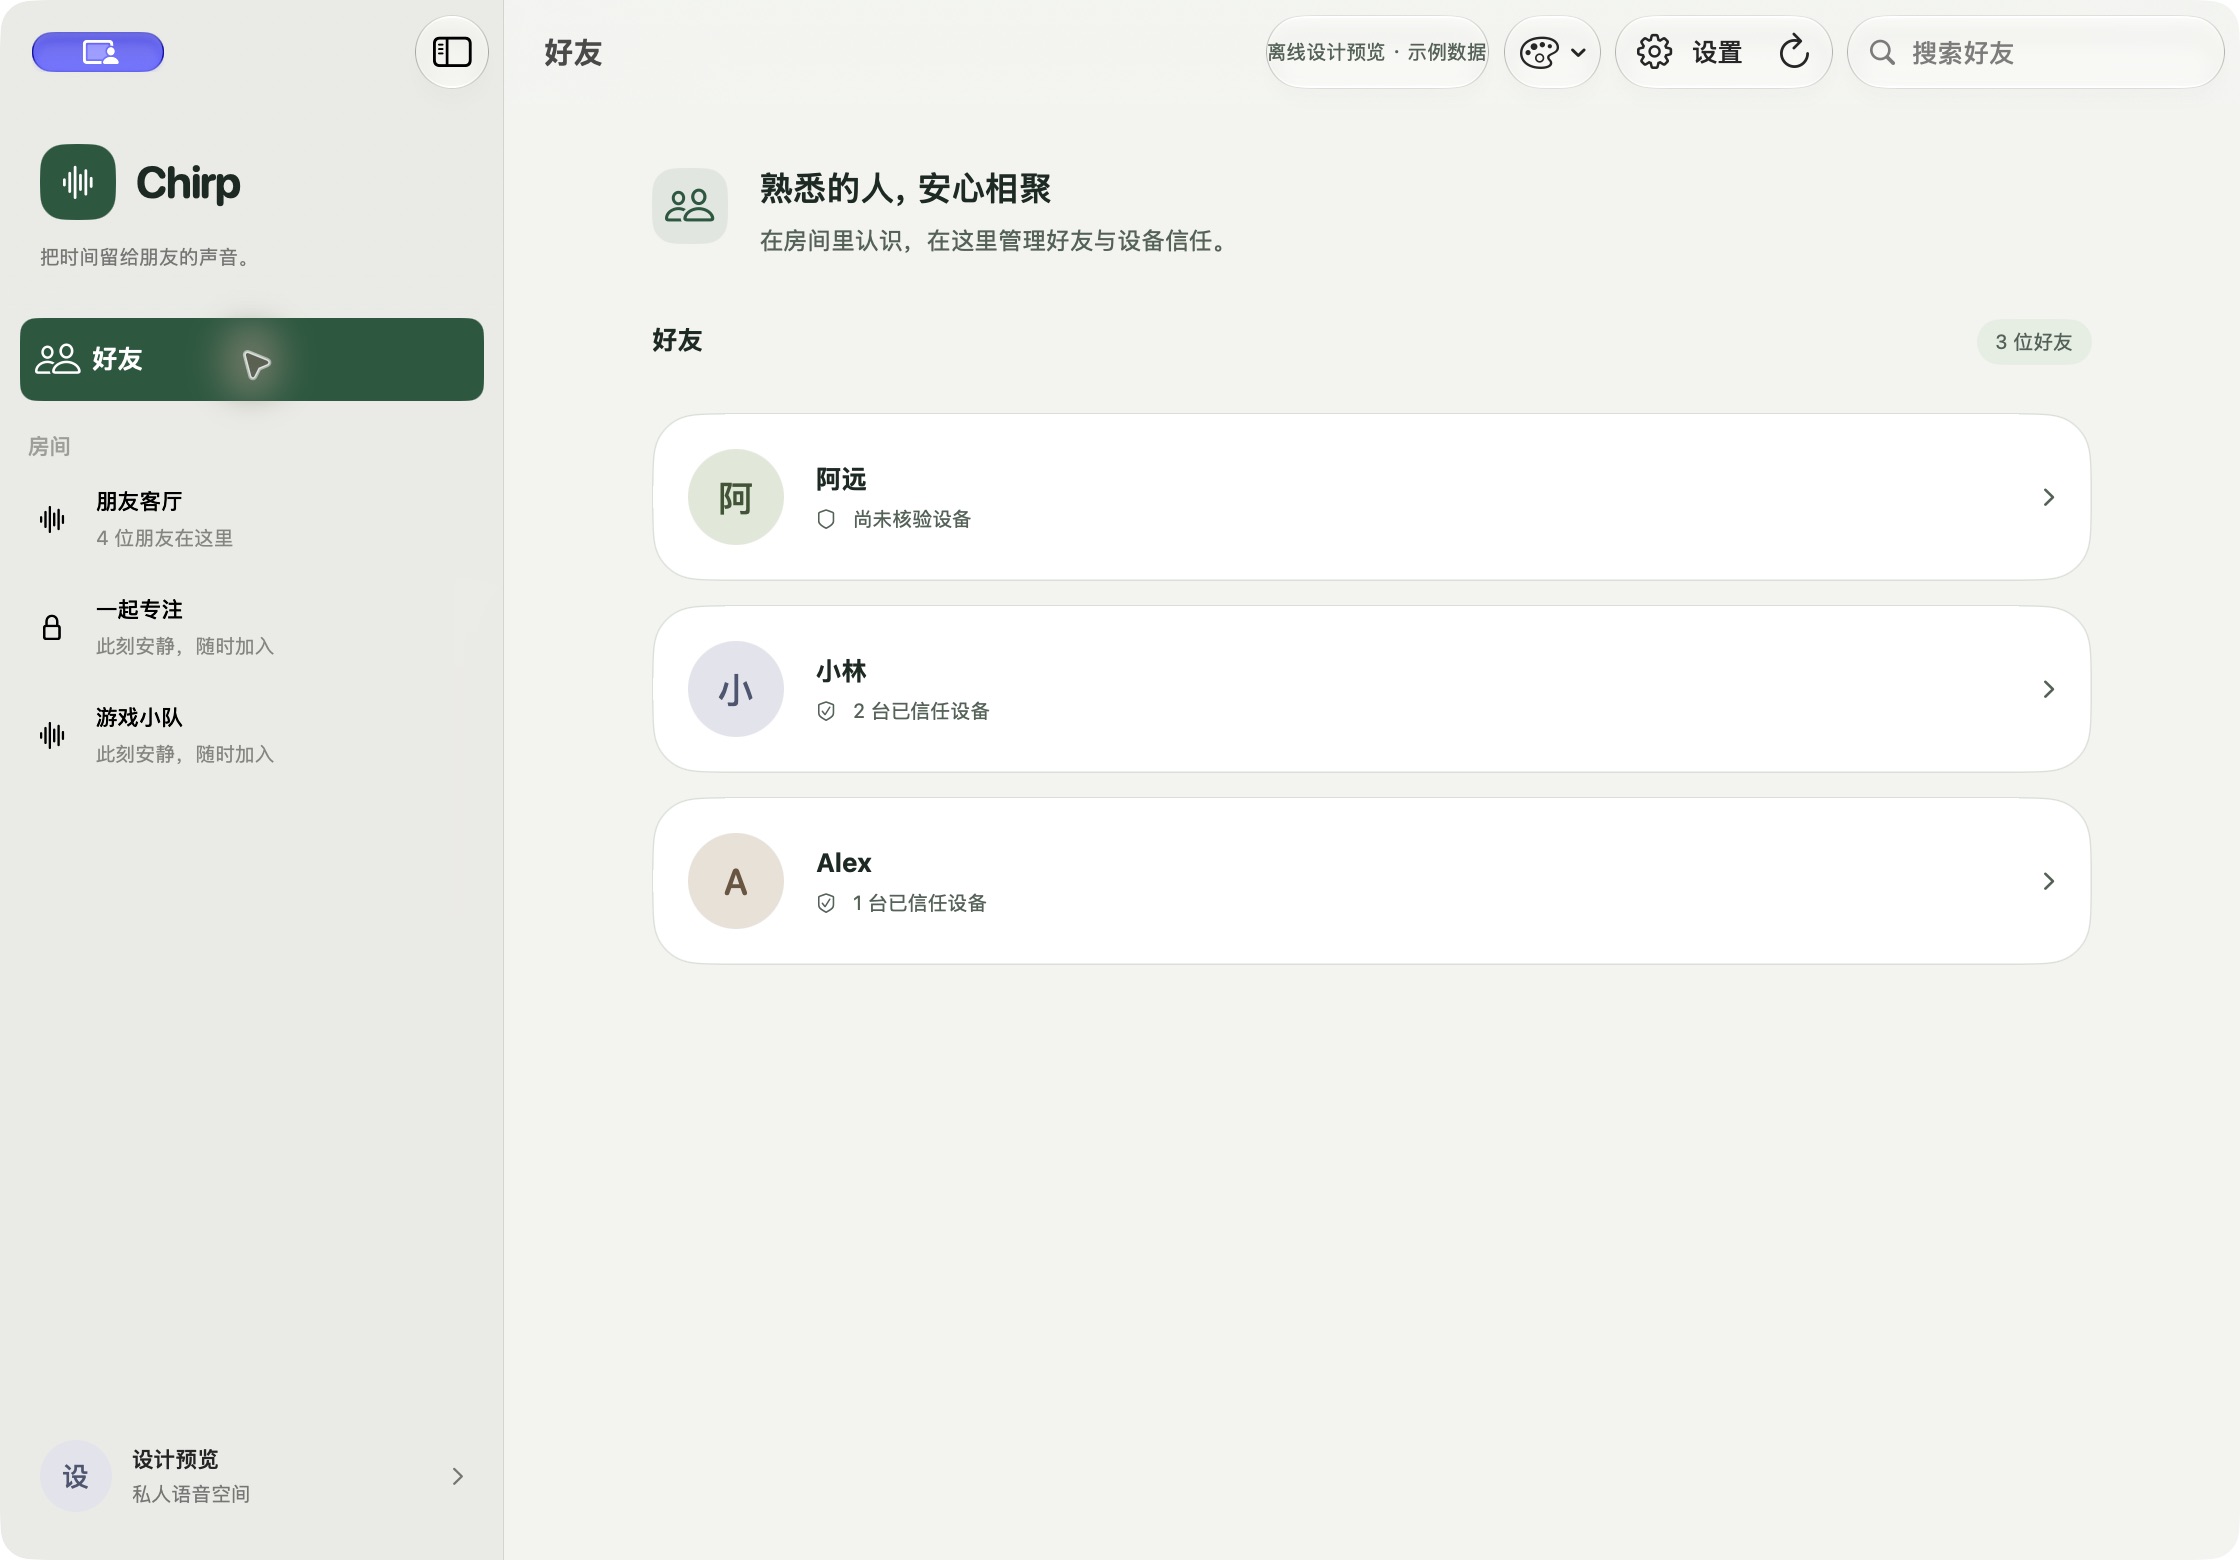 好友
离线设计预览 · 示例数据
设置
搜索好友
Chirp
把时间留给朋友的声音。
好友
房间
朋友客厅
4 位朋友在这里
一起专注
此刻安静，随时加入
游戏小队
此刻安静，随时加入
设
设计预览
私人语音空间
熟悉的人，安心相聚
在房间里认识，在这里管理好友与设备信任。
好友
3 位好友
阿
阿远
尚未核验设备
小
小林
2 台已信任设备
A
Alex
1 台已信任设备